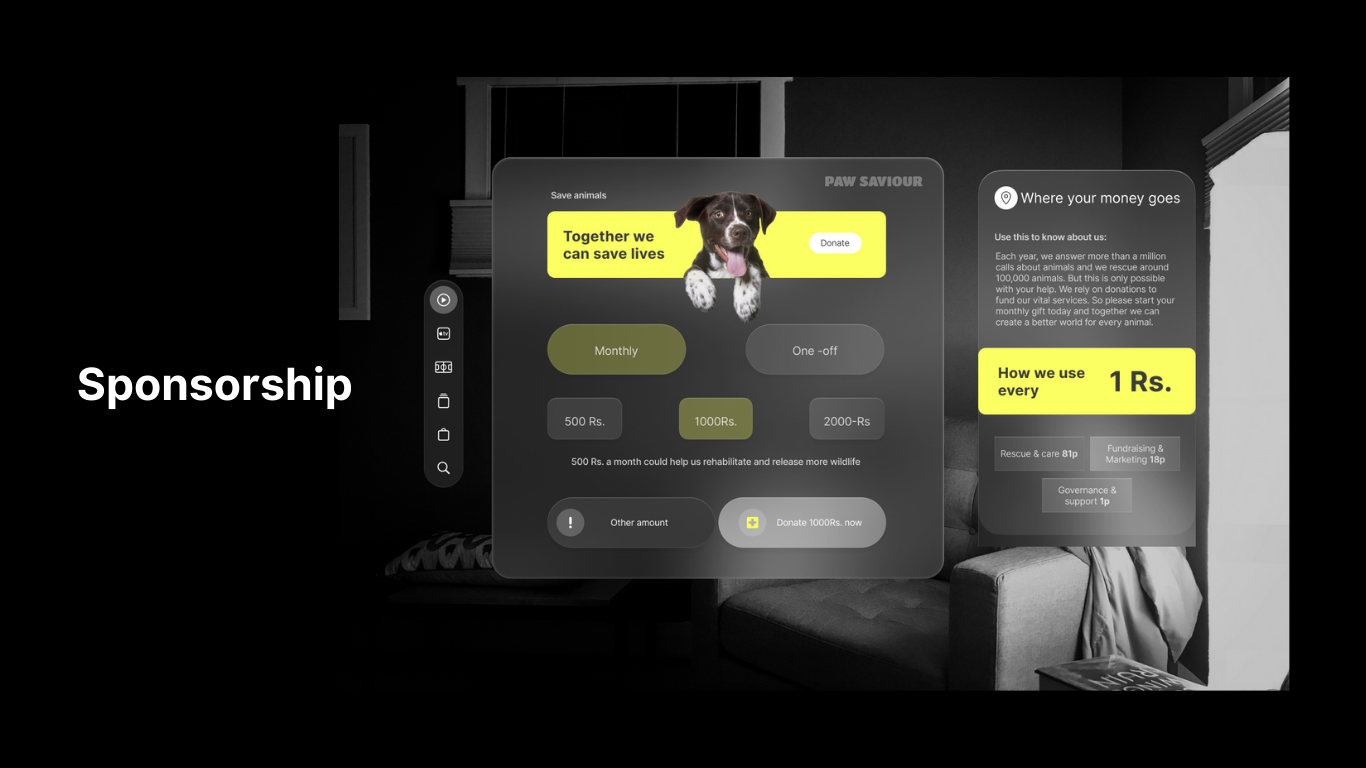 Sponsorship
PAW SAVIOUR
Save animals
Together we
can save lives
Donate
Monthly
One -off
500 Rs.
1000Rs.
2000-Rs
500 Rs. a month could help us rehabilitate and release more wildlife
Other amount
Donate 1000Rs. now
Where your money goes
Use this to know about us:
Each year, we answer more than a million
calls about animals and we rescue around
100,000 animals. But this is only possible
with your help. We rely on donations to
fund our vital services. So please start your
monthly gift today and together we can
create a better world for every animal.
How we use
every
1 Rs.
Rescue & care 81p
Fundraising &
Marketing 18p
Governance &
support 1p
tv
RUIN